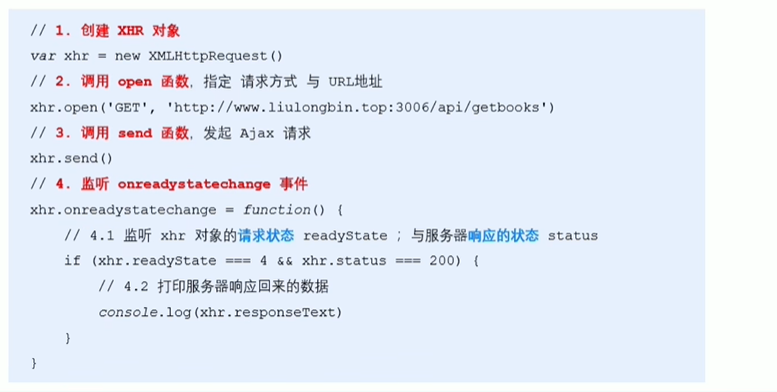 // 1. 创建 XHR 对象
var xhr = new XMLHttpRequest()
// 2. 调用 open 函数，指定 请求方式 与 URL地址
xhr.open('GET', 'http://www.liulongbin.top:3006/api/getbooks')
// 3. 调用 send 函数，发起 Ajax 请求
xhr.send()
// 4. 监听 onreadystatechange 事件
xhr.onreadystatechange = function() {
    // 4.1 监听 xhr 对象的请求状态 readyState ；与服务器响应的状态 status
    if (xhr.readyState === 4 && xhr.status === 200) {
        // 4.2 打印服务器响应回来的数据
        console.log(xhr.responseText)
    }
}